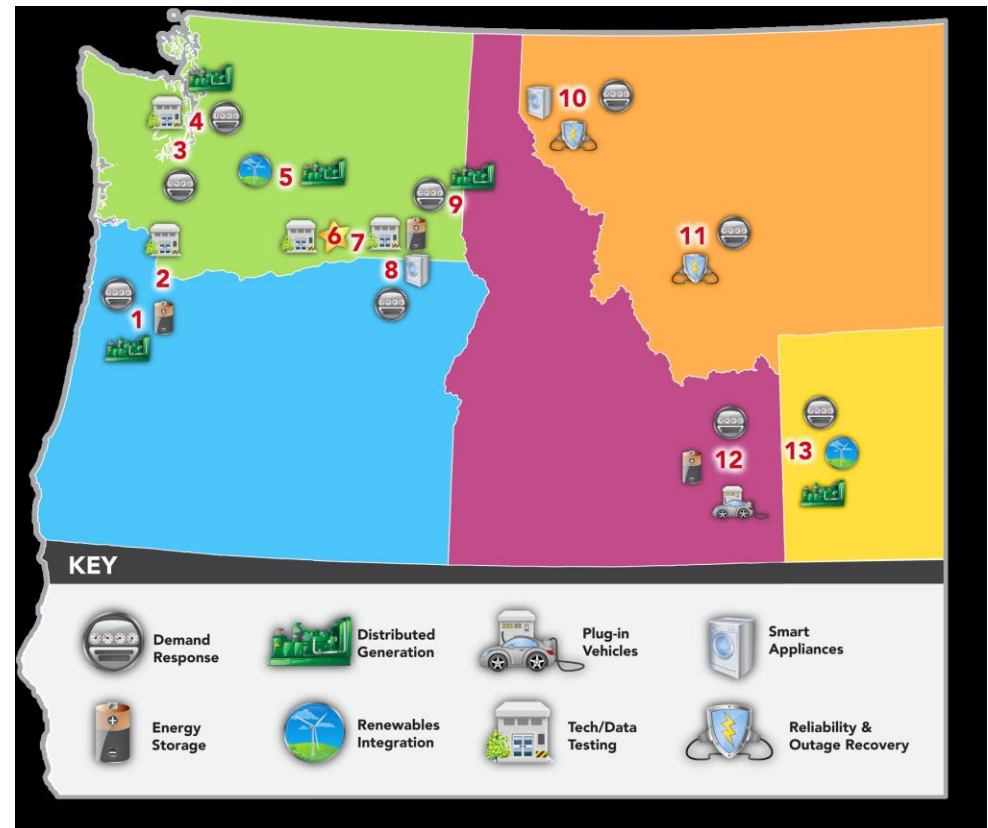 4
10
3
5
9
6
7
11
2
8
1
12
13
KEY
Demand
Response
Distributed
Generation
Plug-in
Vehicles
Smart
Appliances
Energy
Storage
Renewables
Integration
Tech/Data
Testing
Reliability &
Outage Recovery